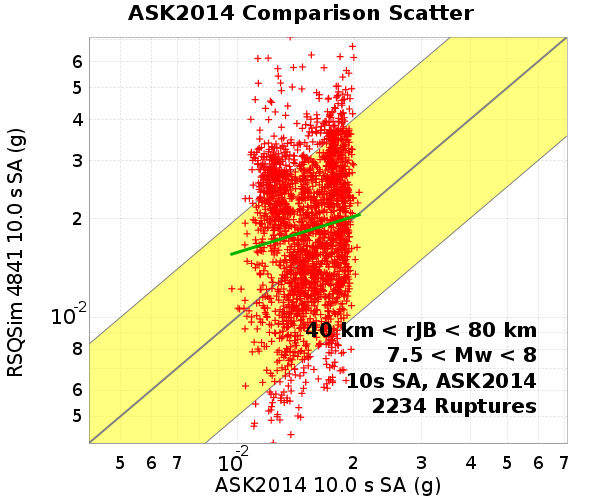 ASK2014 Comparison Scatter
RSQSim 4841 10.0 s SA (g)
6
5
4
3
2
10-2
8
6
5
40 km < rJB < 80 km
7.5 < Mw < 8
10s SA, ASK2014
2234 Ruptures
5 6 7 10-2 2 3 4 5 6 7
ASK2014 10.0 s SA (g)